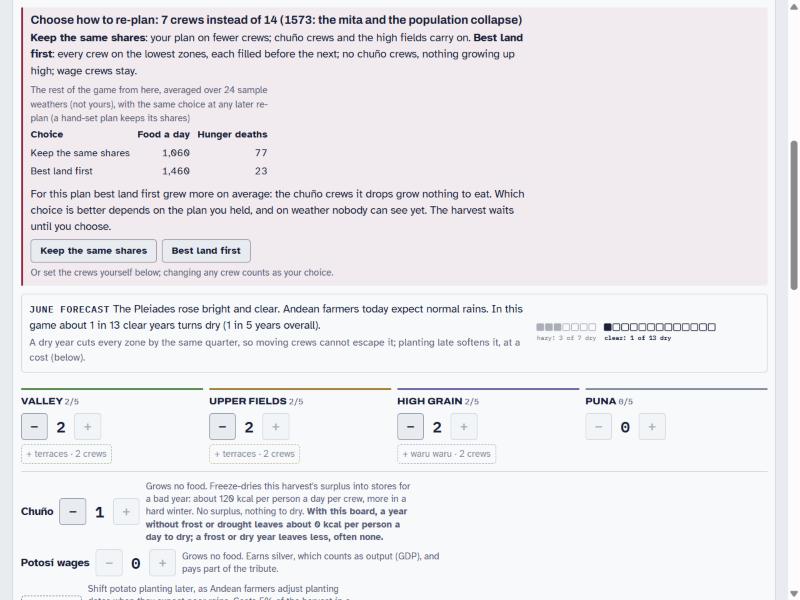 Choose how to re-plan: 7 crews instead of 14 (1573: the mita and the population collapse)
Keep the same shares: your plan on fewer crews; chuño crews and the high fields carry on. Best land
first: every crew on the lowest zones, each filled before the next; no chuño crews, nothing growing up
high; wage crews stay.
The rest of the game from here, averaged over 24 sample
weathers (not yours), with the same choice at any later re-
plan (a hand-set plan keeps its shares)
Choice Food a day Hunger deaths
Keep the same shares 1,060 77
Best land first 1,460 23
For this plan best land first grew more on average: the chuño crews it drops grow nothing to eat. Which
choice is better depends on the plan you held, and on weather nobody can see yet. The harvest waits
until you choose.
Keep the same shares Best land first
Or set the crews yourself below; changing any crew counts as your choice.
JUNE FORECAST The Pleiades rose bright and clear. Andean farmers today expect normal rains. In this
game about 1 in 13 clear years turns dry (1 in 5 years overall).
A dry year cuts every zone by the same quarter, so moving crews cannot escape it; planting late softens it, at a
cost (below).
hazy: 3 of 7 dry clear: 1 of 13 dry
VALLEY 2/5 UPPER FIELDS 2/5 HIGH GRAIN 2/5 PUNA 0/5
− 2 + − 2 + − 2 + − 0 +
+ terraces · 2 crews + terraces · 2 crews + waru waru · 2 crews
Chuño − 1 + Grows no food. Freeze-dries this harvest's surplus into stores for
a bad year: about 120 kcal per person a day per crew, more in a
hard winter. No surplus, nothing to dry. With this board, a year
without frost or drought leaves about 0 kcal per person a
day to dry; a frost or dry year leaves less, often none.
Potosí wages − 0 + Grows no food. Earns silver, which counts as output (GDP), and
pays part of the tribute.
Shift potato planting later, as Andean farmers adjust planting
dates when they expect poor rains. Costs 5% of the harvest in a